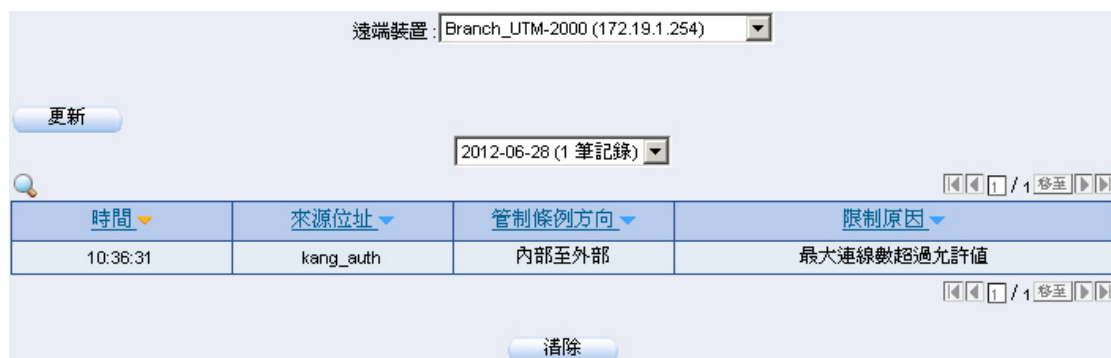 遠端裝置 : Branch_UTM-2000 (172.19.1.254)
更新
2012-06-28 (1 筆記錄)
1 / 1 移至
時間 來源位址 管制條例方向 限制原因
10:36:31 kang_auth 內部至外部 最大連線數超過允許值
1 / 1 移至
清除